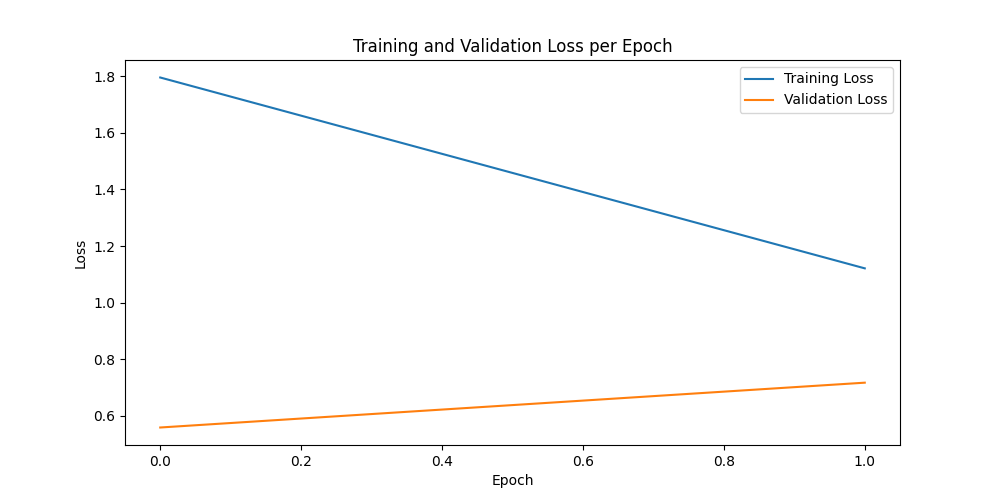 Training and Validation Loss per Epoch
Training Loss
Validation Loss
1.8
1.6
1.4
1.2
1.0
0.8
0.6
Loss
0.0 0.2 0.4 0.6 0.8 1.0
Epoch